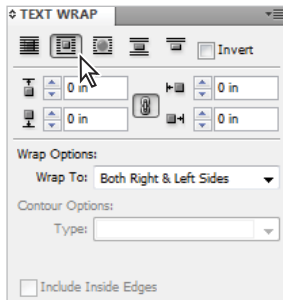 TEXT WRAP
Invert
0 in 0 in
0 in 0 in
Wrap Options:
Wrap To: Both Right & Left Sides
Contour Options:
Type:
Include Inside Edges